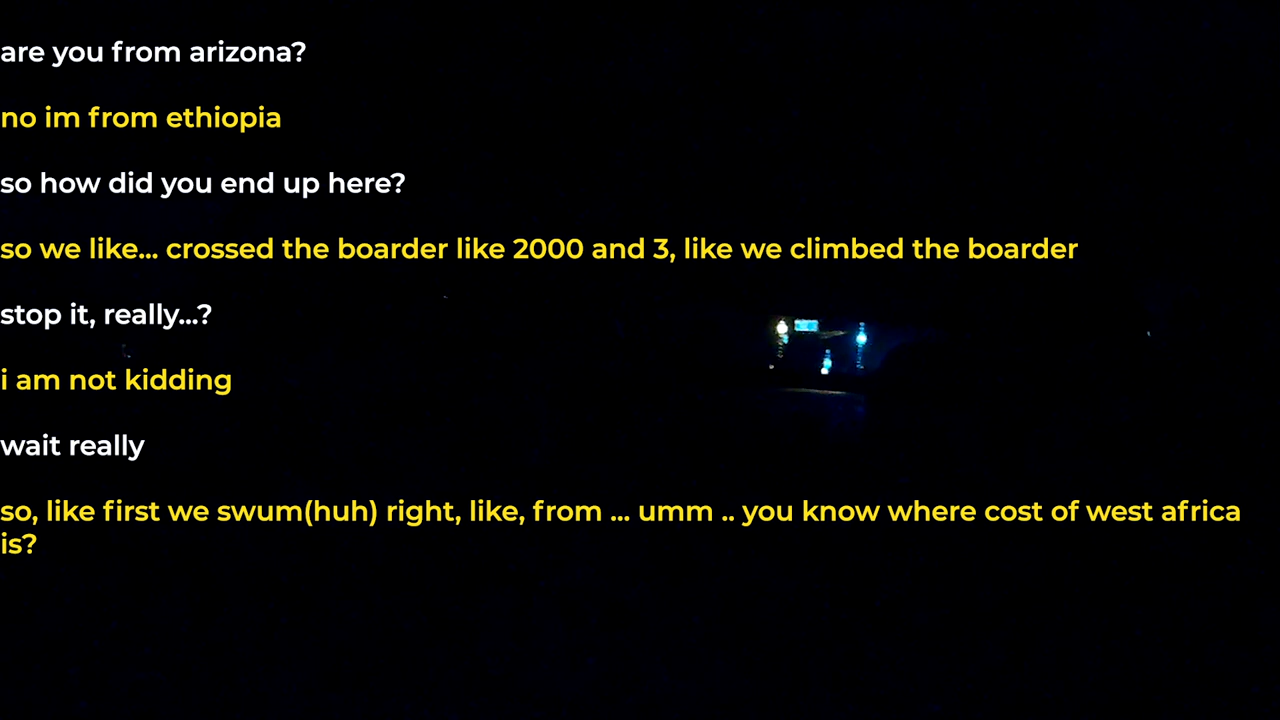 are you from arizona?
no im from ethiopia
so how did you end up here?
so we like... crossed the boarder like 2000 and 3, like we climbed the boarder
stop it, really...?
i am not kidding
wait really
so, like first we swum(huh) right, like, from ... umm .. you know where cost of west africa
is?